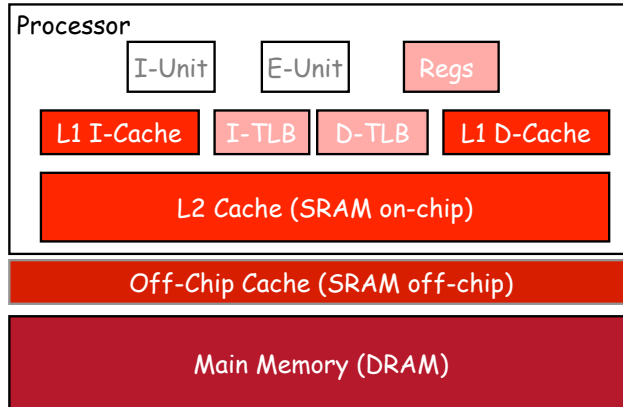 Processor
I-Unit E-Unit Regs
L1 I-Cache I-TLB D-TLB L1 D-Cache
L2 Cache (SRAM on-chip)
Off-Chip Cache (SRAM off-chip)
Main Memory (DRAM)